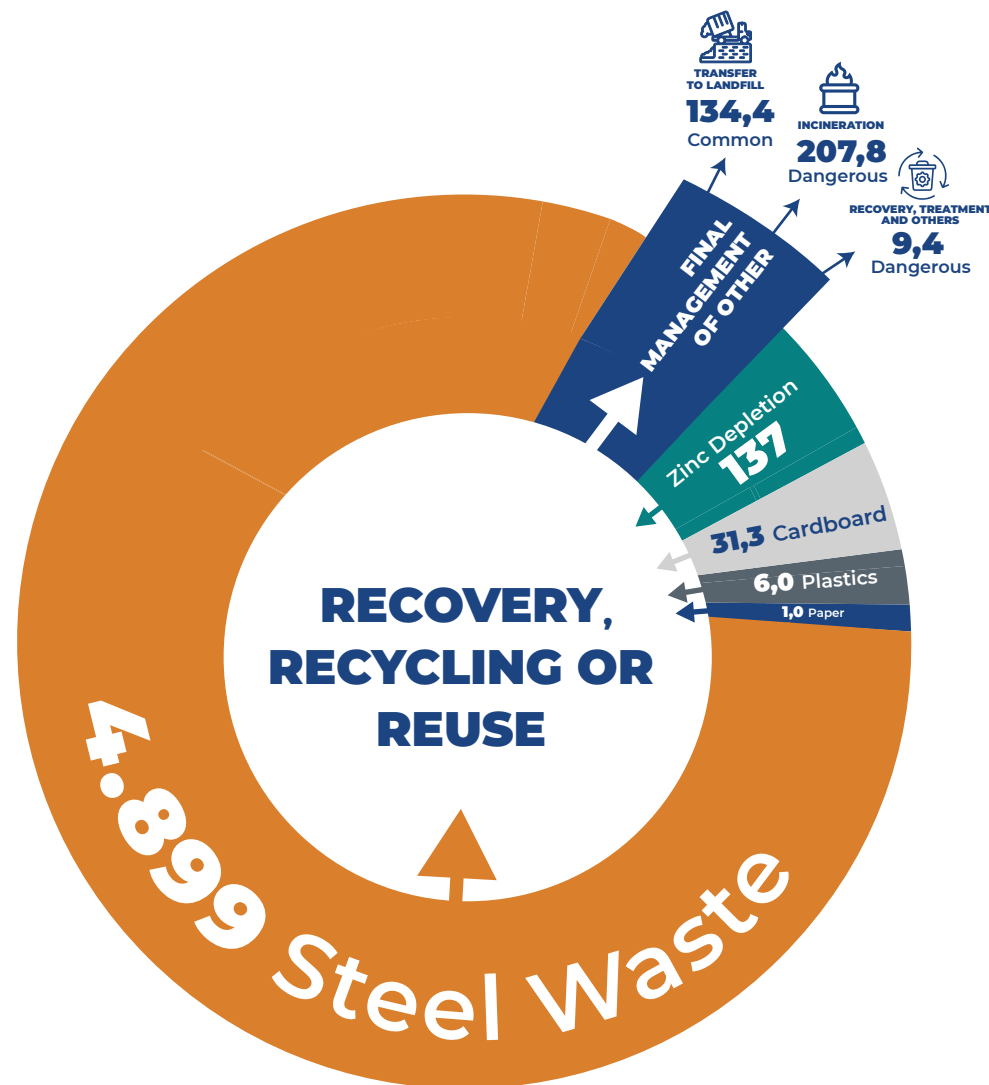 TRANSFER
TO LANDFILL
134,4
Common
INCINERATION
207,8
Dangerous
RECOVERY, TREATMENT
AND OTHERS
9,4
Dangerous
FINAL
MANAGEMENT
OF OTHER
Zinc Depletion
137
31,3 Cardboard
6,0 Plastics
1,0 Paper
RECOVERY,
RECYCLING OR
REUSE
4.899 Steel Waste